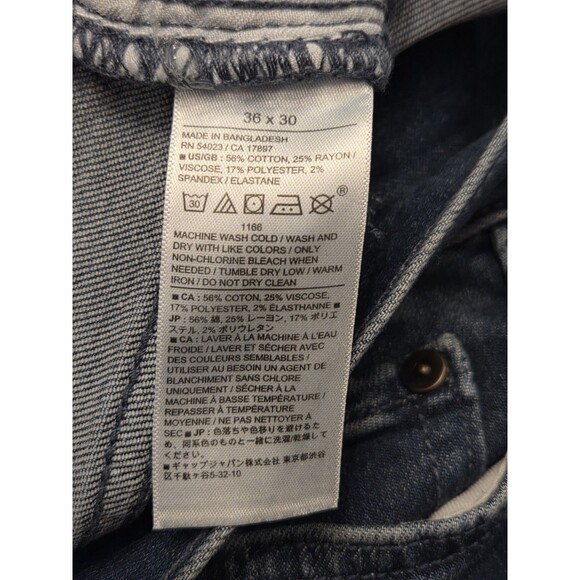 36 x 30
MADE IN BANGLADESH
RN 54023 / CA 17897
■ US/GB : 56% COTTON, 25% RAYON /
VISCOSE, 17% POLYESTER, 2%
SPANDEX / ELASTANE
30 ®
1166
MACHINE WASH COLD / WASH AND
DRY WITH LIKE COLORS / ONLY
NON-CHLORINE BLEACH WHEN
NEEDED / TUMBLE DRY LOW / WARM
IRON / DO NOT DRY CLEAN
■ CA : 56% COTON, 25% VISCOSE,
17% POLYESTER, 2% ÉLASTHANNE ■
JP : 56% 綿, 25% レーヨン, 17% ポリエ
ステル, 2% ポリウレタン
■ CA : LAVER À LA MACHINE À L'EAU
FROIDE / LAVER ET SÉCHER AVEC
DES COULEURS SEMBLABLES /
UTILISER AU BESOIN UN AGENT DE
BLANCHIMENT SANS CHLORE
UNIQUEMENT / SÉCHER À LA
MACHINE À BASSE TEMPÉRATURE /
REPASSER À TEMPÉRATURE
MOYENNE / NE PAS NETTOYER À
SEC ■ JP : 色落ちや色移りを避けるた
め、同系色のものと一緒に洗濯/乾燥し
てください。
■ ギャップジャパン株式会社 東京都渋谷
区千駄ヶ谷5-32-10